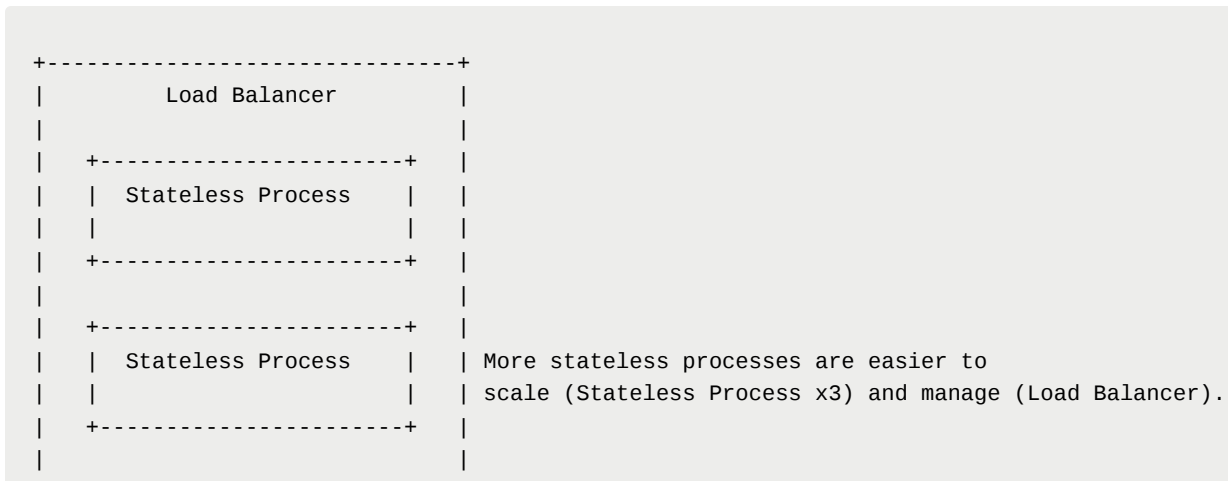 +-------------------------------+
|         Load Balancer         |
|                               |
|   +-----------------------+   |
|   |  Stateless Process    |   |
|   |                       |   |
|   +-----------------------+   |
|                               |
|   +-----------------------+   |
|   |  Stateless Process    |   | More stateless processes are easier to
|   |                       |   | scale (Stateless Process x3) and manage (Load Balancer).
|   +-----------------------+   |
|                               |